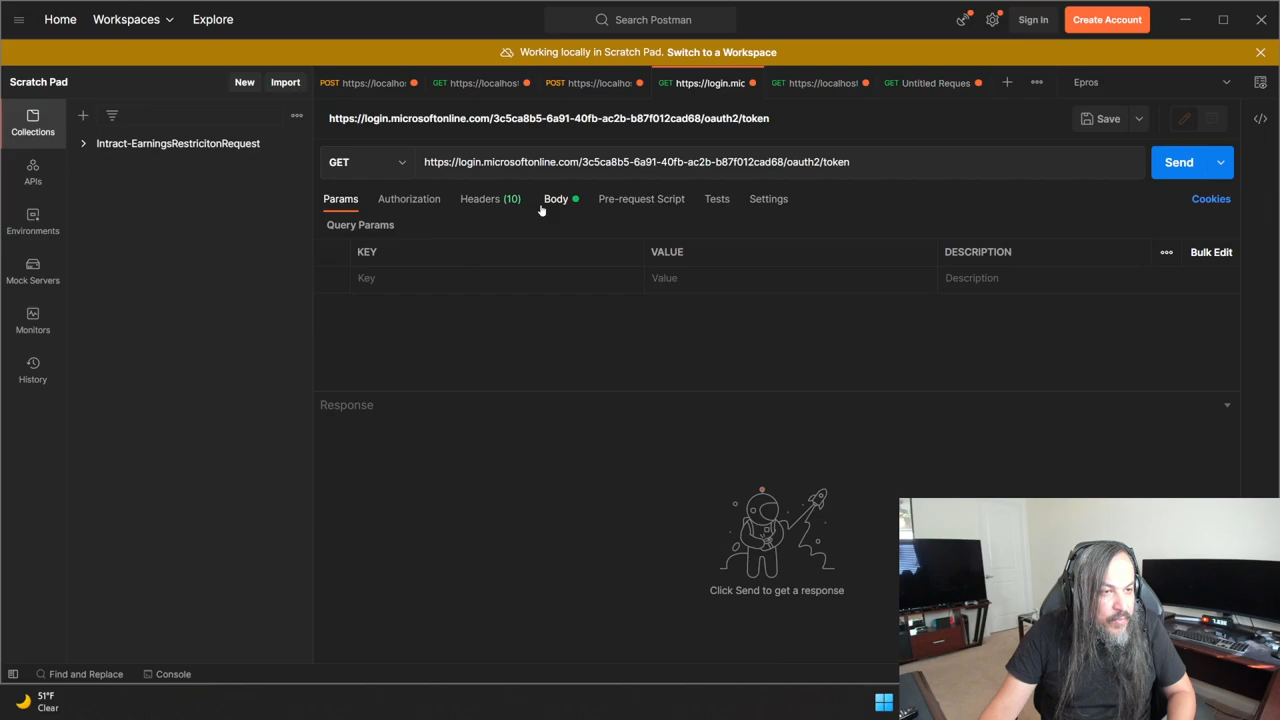 Home Workspaces Explore Search Postman Sign In Create Account
Working locally in Scratch Pad. Switch to a Workspace
Scratch Pad New Import
POST https://localho: GET https://localhos POST https://localho: GET https://login.mic GET https://localhost Untitled Reques GET Epros
Collections
Intract-EarningsRestricitonRequest
APIs
Environments
Mock Servers
Monitors
History
https://login.microsoftonline.com/3c5ca8b5-6a91-40fb-ac2b-b87f012cad68/oauth2/token Save
GET https://login.microsoftonline.com/3c5ca8b5-6a91-40fb-ac2b-b87f012cad68/oauth2/token Send
Params Authorization Headers (10) Body Pre-request Script Tests Settings Cookies
Query Params
KEY VALUE DESCRIPTION Bulk Edit
Key Value Description
Response
Click Send to get a response
Find and Replace Console
51°F
Clear